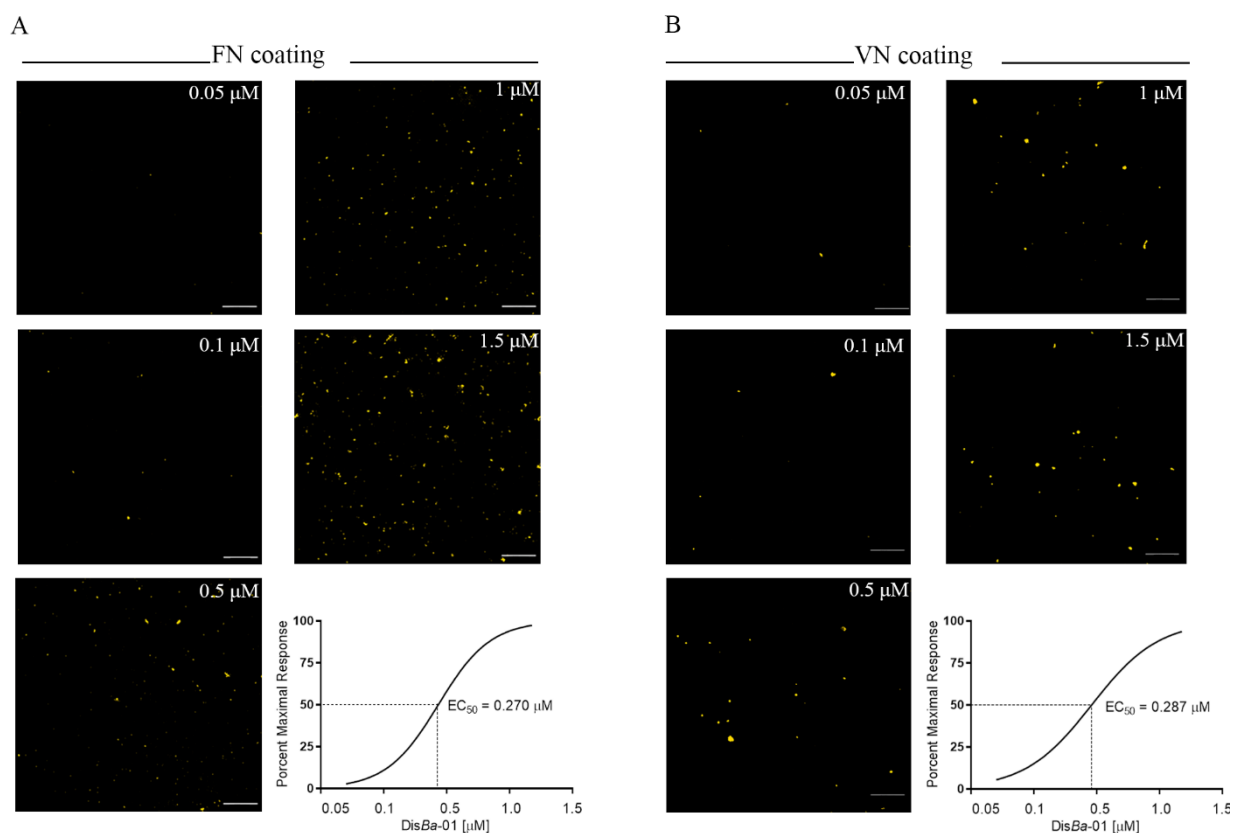 A
FN coating
0.05 μM
1 μM
0.1 μM
1.5 μM
0.5 μM
Percent Maximal Response
100
75
50
25
0
EC₅₀ = 0.270 μM
0.05 0.1 0.5 1.0 1.5
DisBa-01 [μM]
B
VN coating
0.05 μM
1 μM
0.1 μM
1.5 μM
0.5 μM
Percent Maximal Response
100
75
50
25
0
EC₅₀ = 0.287 μM
0.05 0.1 0.5 1.0 1.5
DisBa-01 [μM]